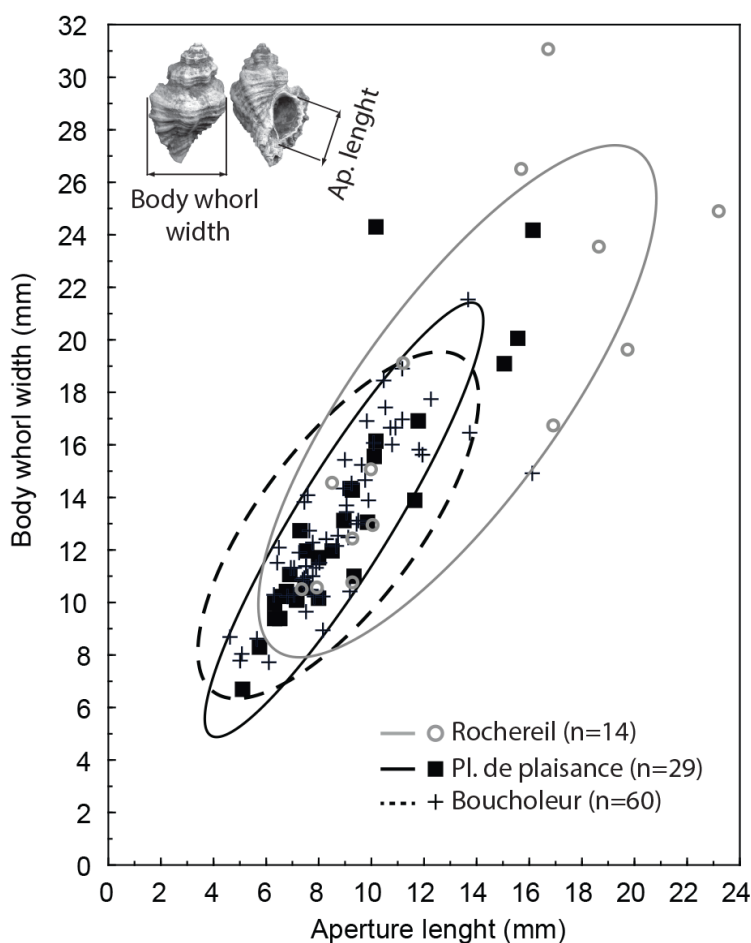 32
30
28
26
24
22
20
18
16
14
12
10
8
6
4
2
0
Body whorl width (mm)
Body whorl
width
Ap. lenght
Rochereil (n=14)
Pl. de plaisance (n=29)
Boucholeur (n=60)
0 2 4 6 8 10 12 14 16 18 20 22 24
Aperture lenght (mm)